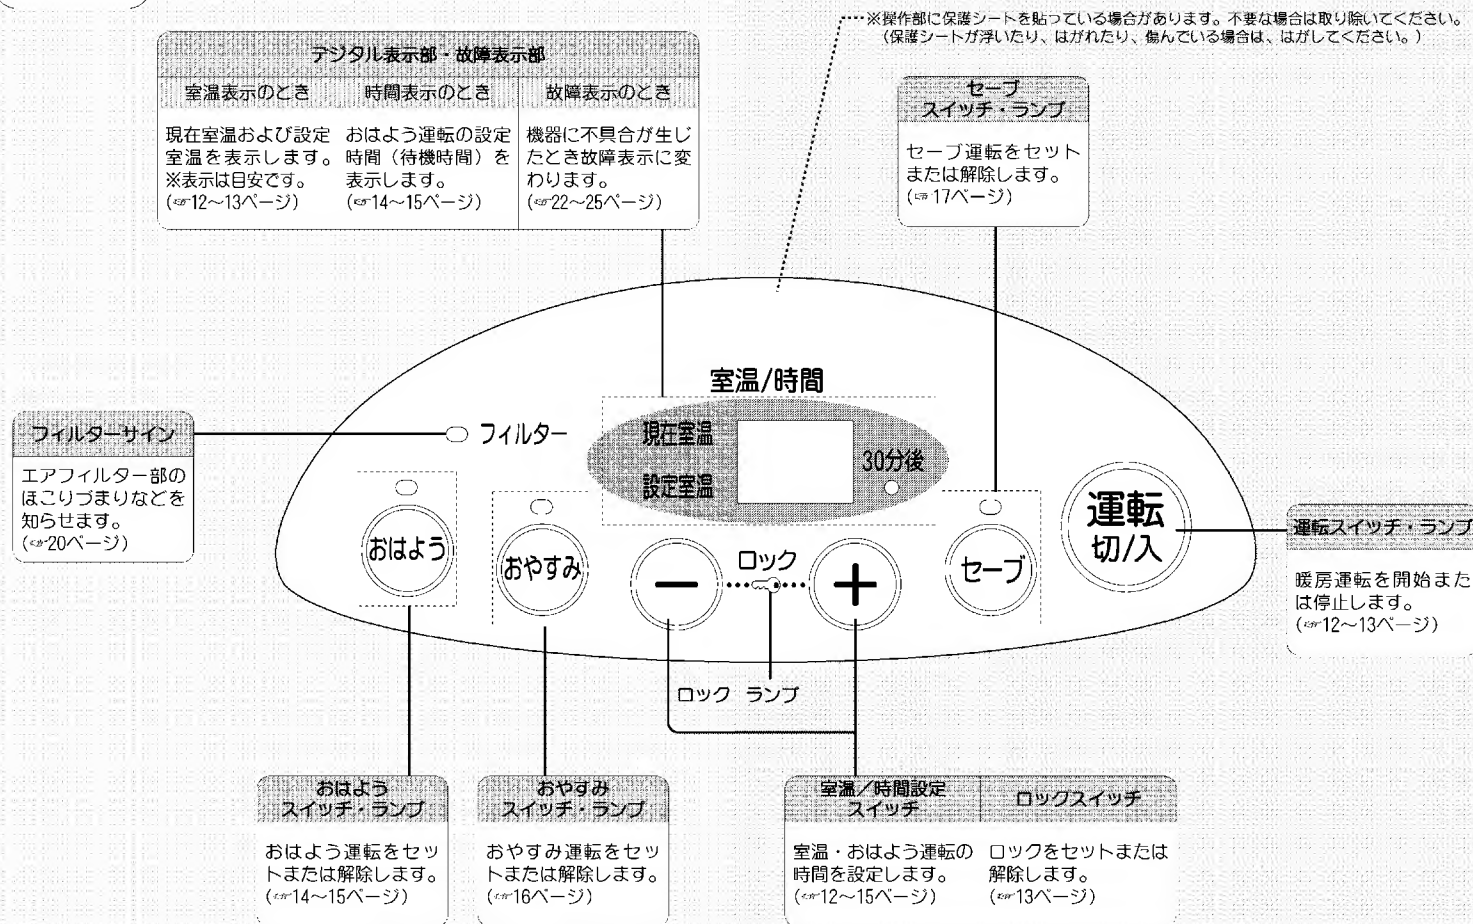 ※操作部に保護シートを貼っている場合があります。不要な場合は取り除いてください。
（保護シートが浮いたり、はがれたり、傷んでいる場合は、はがしてください。）
デジタル表示部・故障表示部
室温表示のとき
現在室温および設定
室温を表示します。
※表示は目安です。
（☞12～13ページ）
時間表示のとき
おはよう運転の設定
時間（待機時間）を
表示します。
（☞14～15ページ）
故障表示のとき
機器に不具合が生じ
たとき故障表示に変
わります。
（☞22～25ページ）
セーブ
スイッチ・ランプ
セーブ運転をセット
または解除します。
（☞17ページ）
フィルターサイン
エアフィルター部の
ほこりづまりなどを
知らせます。
（☞20ページ）
室温/時間
フィルター
現在室温
設定室温
30分後
おはよう
おやすみ
－
ロック
＋
セーブ
運転
切/入
ロック ランプ
運転スイッチ・ランプ
暖房運転を開始また
は停止します。
（☞12～13ページ）
おはよう
スイッチ・ランプ
おはよう運転をセッ
トまたは解除します。
（☞14～15ページ）
おやすみ
スイッチ・ランプ
おやすみ運転をセッ
トまたは解除します。
（☞16ページ）
室温／時間設定
スイッチ
室温・おはよう運転の
時間を設定します。
（☞12～15ページ）
ロックスイッチ
ロックをセットまたは
解除します。
（☞13ページ）